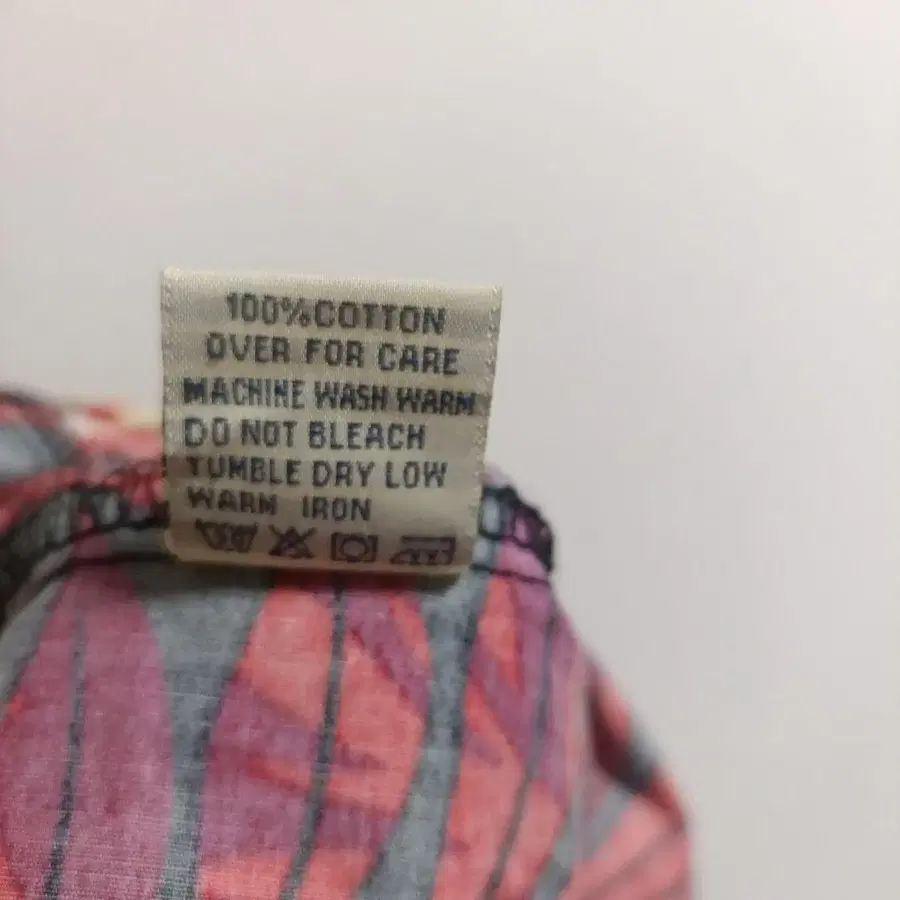 100%COTTON
OVER FOR CARE
MACHINE WASH WARM
DO NOT BLEACH
TUMBLE DRY LOW
WARM IRON